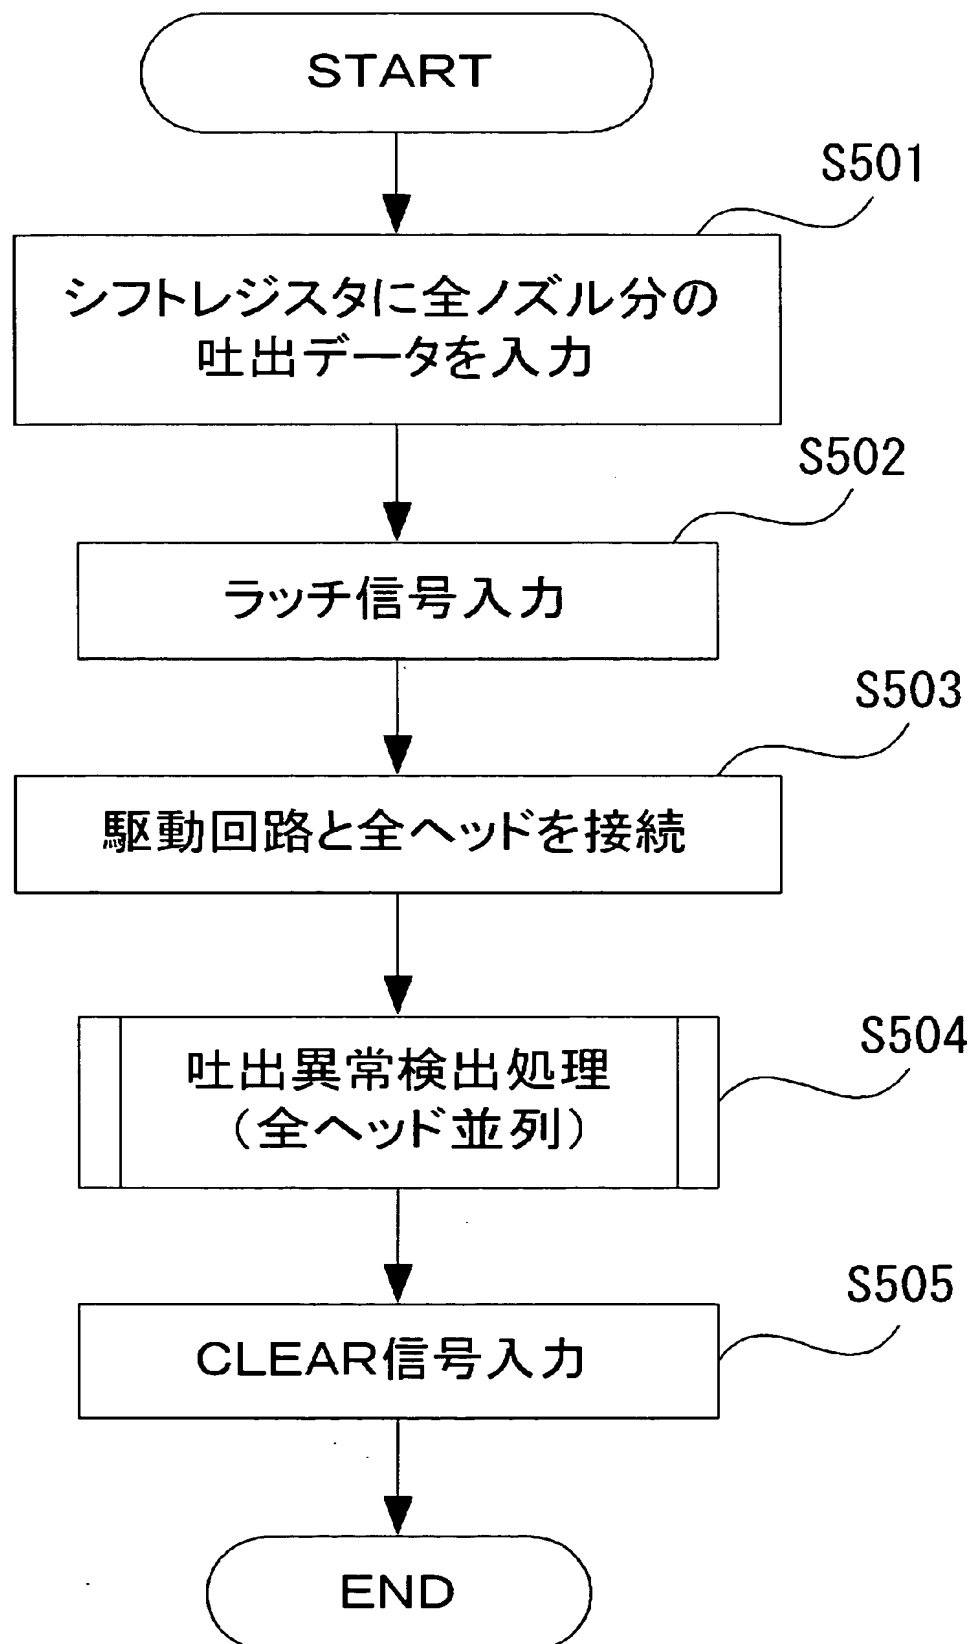 START
S501
シフトレジスタに全ノズル分の
吐出データを入力
S502
ラッチ信号入力
S503
駆動回路と全ヘッドを接続
S504
吐出異常検出処理
（全ヘッド並列）
S505
CLEAR信号入力
END